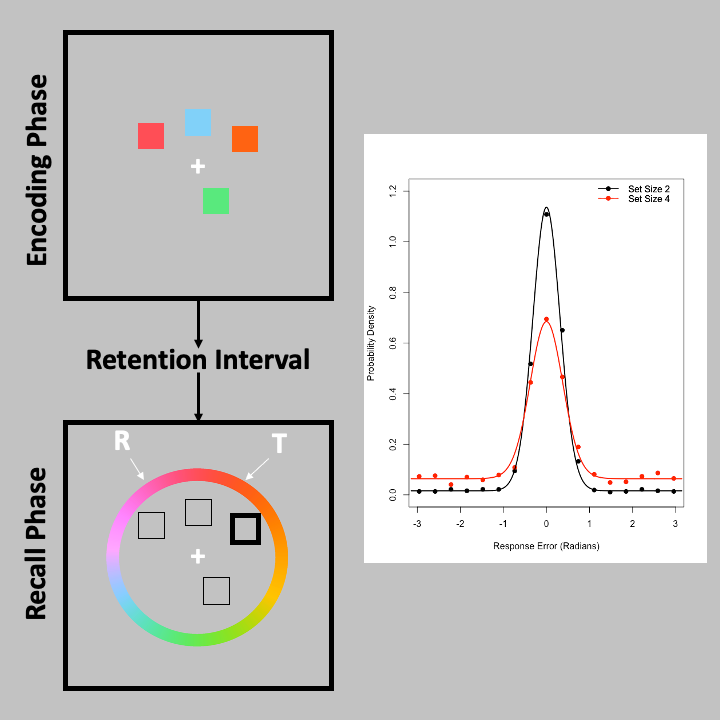 Encoding Phase
Retention Interval
Recall Phase
R
T
Set Size 2
Set Size 4
Probability Density
0.0
0.2
0.4
0.6
0.8
1.0
1.2
-3 -2 -1 0 1 2 3
Response Error (Radians)